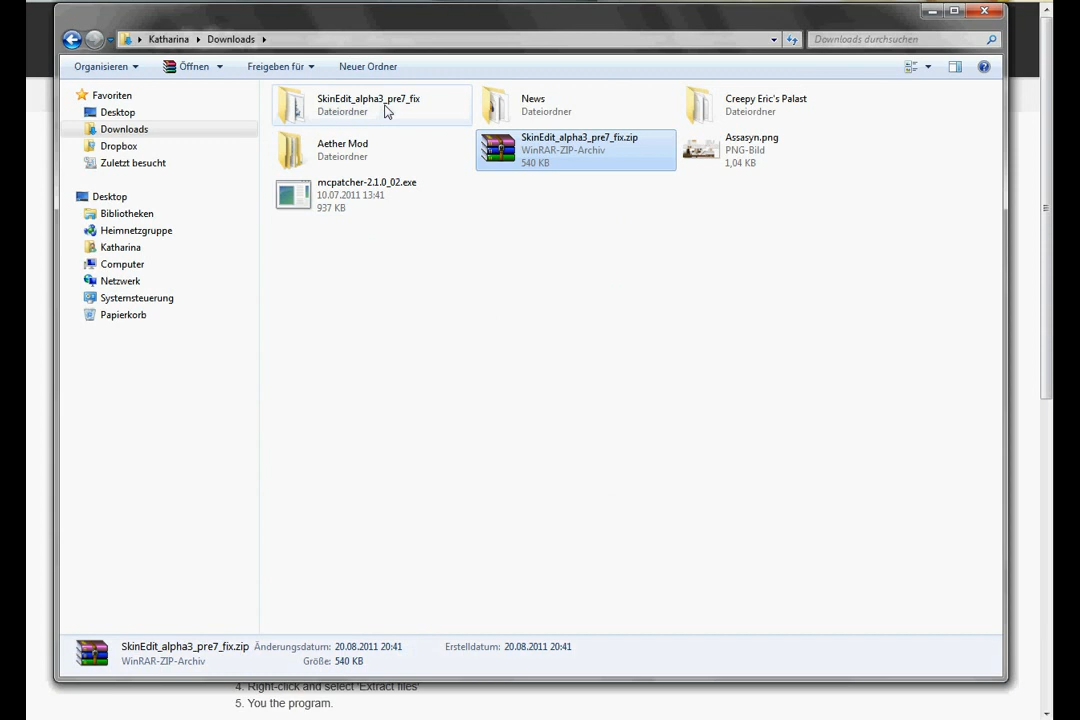 Katharina
Downloads
Downloads durchsuchen
Organisieren
Öffnen
Freigeben für
Neuer Ordner
Favoriten
Desktop
Downloads
Dropbox
Zuletzt besucht
Desktop
Bibliotheken
Heimnetzgruppe
Katharina
Computer
Netzwerk
Systemsteuerung
Papierkorb
SkinEdit_alpha3_pre7_fix
Dateiordner
News
Dateiordner
Creepy Eric's Palast
Dateiordner
Aether Mod
Dateiordner
SkinEdit_alpha3_pre7_fix.zip
WinRAR-ZIP-Archiv
540 KB
Assasyn.png
PNG-Bild
1,04 KB
mcpatcher-2.1.0_02.exe
10.07.2011 13:41
937 KB
SkinEdit_alpha3_pre7_fix.zip Änderungsdatum: 20.08.2011 20:41 Erstelldatum: 20.08.2011 20:41
WinRAR-ZIP-Archiv Größe: 540 KB
4. Right-click and select 'Extract files'
5. You the program.